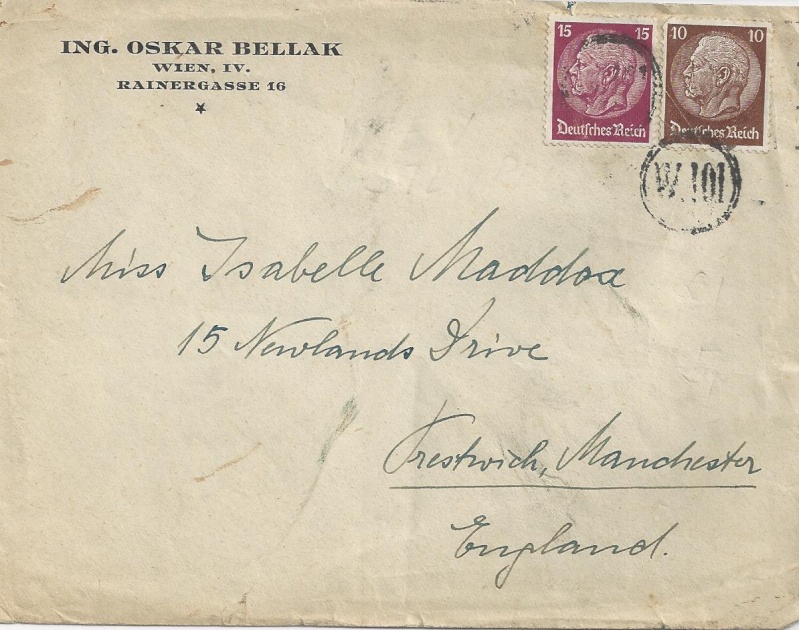 ING. OSKAR BELLAK
WIEN, IV.
RAINERGASSE 16
15 15
Deutsches Reich
10 10
Deutsches Reich
Miss Isabelle Maddox
15 Newlands Drive
Prestwich, Manchester
England.